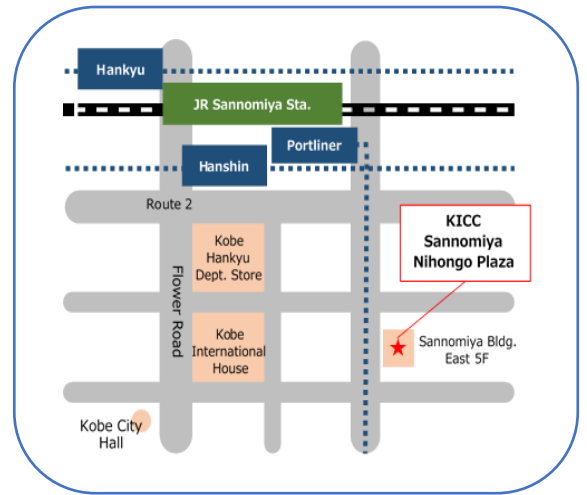 Hankyu
JR Sannomiya Sta.
Portliner
Hanshin
Route 2
KICC
Sannomiya
Nihongo Plaza
Kobe
Hankyu
Dept. Store
Flower Road
Kobe
International
House
Sannomiya Bldg.
East 5F
Kobe City
Hall